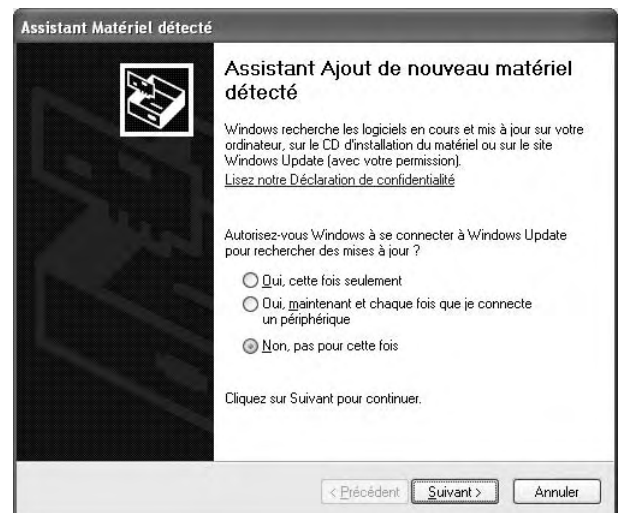 Assistant Matériel détecté
Assistant Ajout de nouveau matériel
détecté
Windows recherche les logiciels en cours et mis à jour sur votre
ordinateur, sur le CD d'installation du matériel ou sur le site
Windows Update (avec votre permission).
Lisez notre Déclaration de confidentialité
Autorisez-vous Windows à se connecter à Windows Update
pour rechercher des mises à jour ?
Oui, cette fois seulement
Oui, maintenant et chaque fois que je connecte
un périphérique
Non, pas pour cette fois
Cliquez sur Suivant pour continuer.
< Précédent Suivant > Annuler